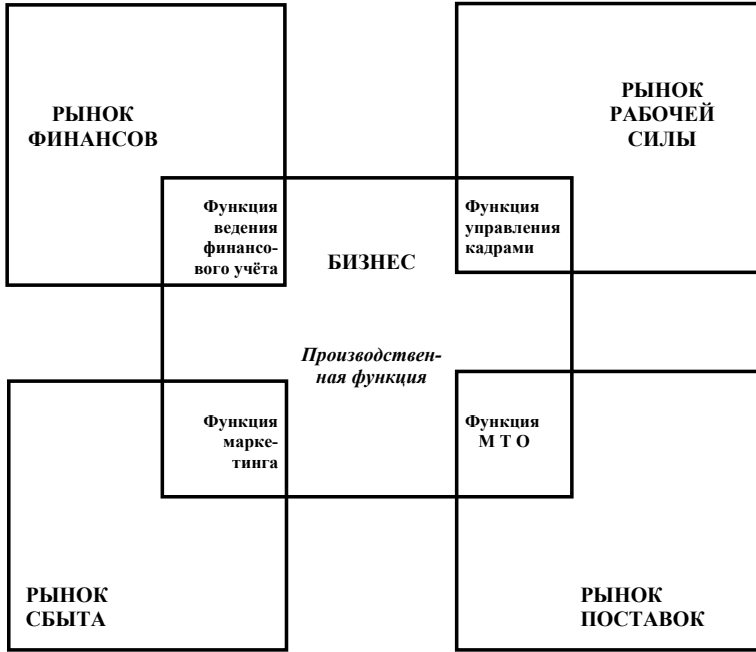 РЫНОК
ФИНАНСОВ
РЫНОК
РАБОЧЕЙ
СИЛЫ
Функция
ведения
финансо-
вого учёта
Функция
управления
кадрами
БИЗНЕС
Производствен-
ная функция
Функция
марке-
тинга
Функция
М Т О
РЫНОК
СБЫТА
РЫНОК
ПОСТАВОК